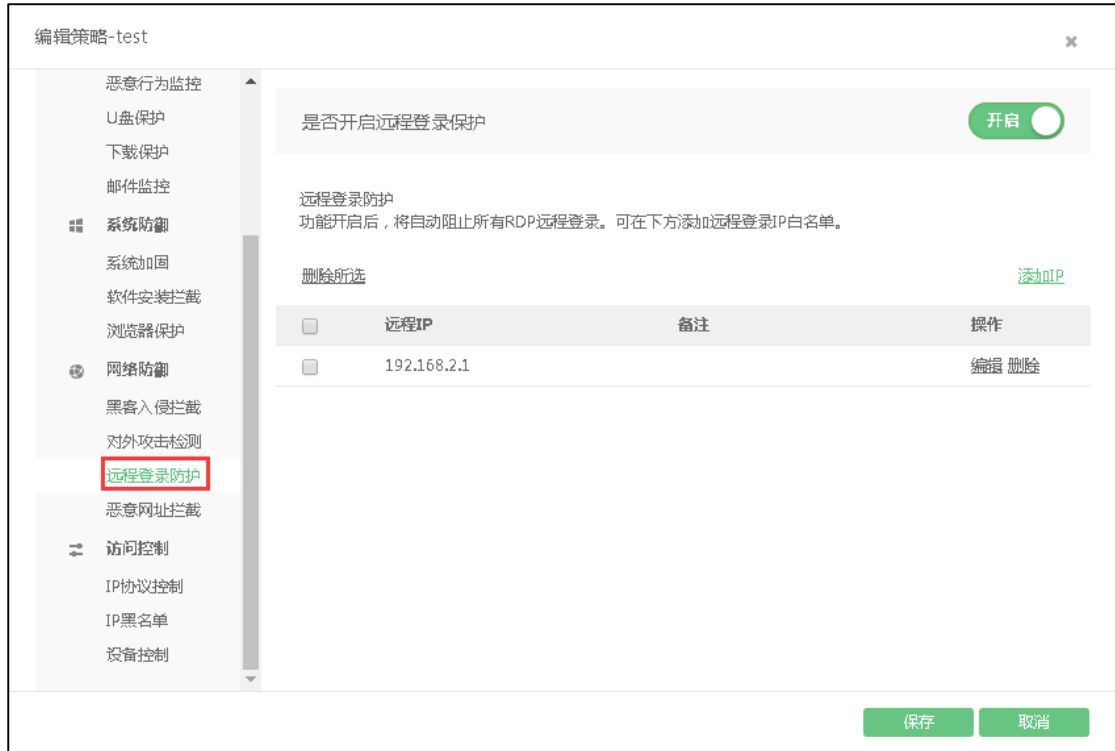 编辑策略-test
恶意行为监控
U盘保护
下载保护
邮件监控
系统防御
系统加固
软件安装拦截
浏览器保护
网络防御
黑客入侵拦截
对外攻击检测
远程登录防护
恶意网址拦截
访问控制
IP协议控制
IP黑名单
设备控制
是否开启远程登录保护
开启
远程登录防护
功能开启后，将自动阻止所有RDP远程登录。可在下方添加远程登录IP白名单。
删除所选 添加IP
远程IP 备注 操作
192.168.2.1 编辑 删除
保存 取消